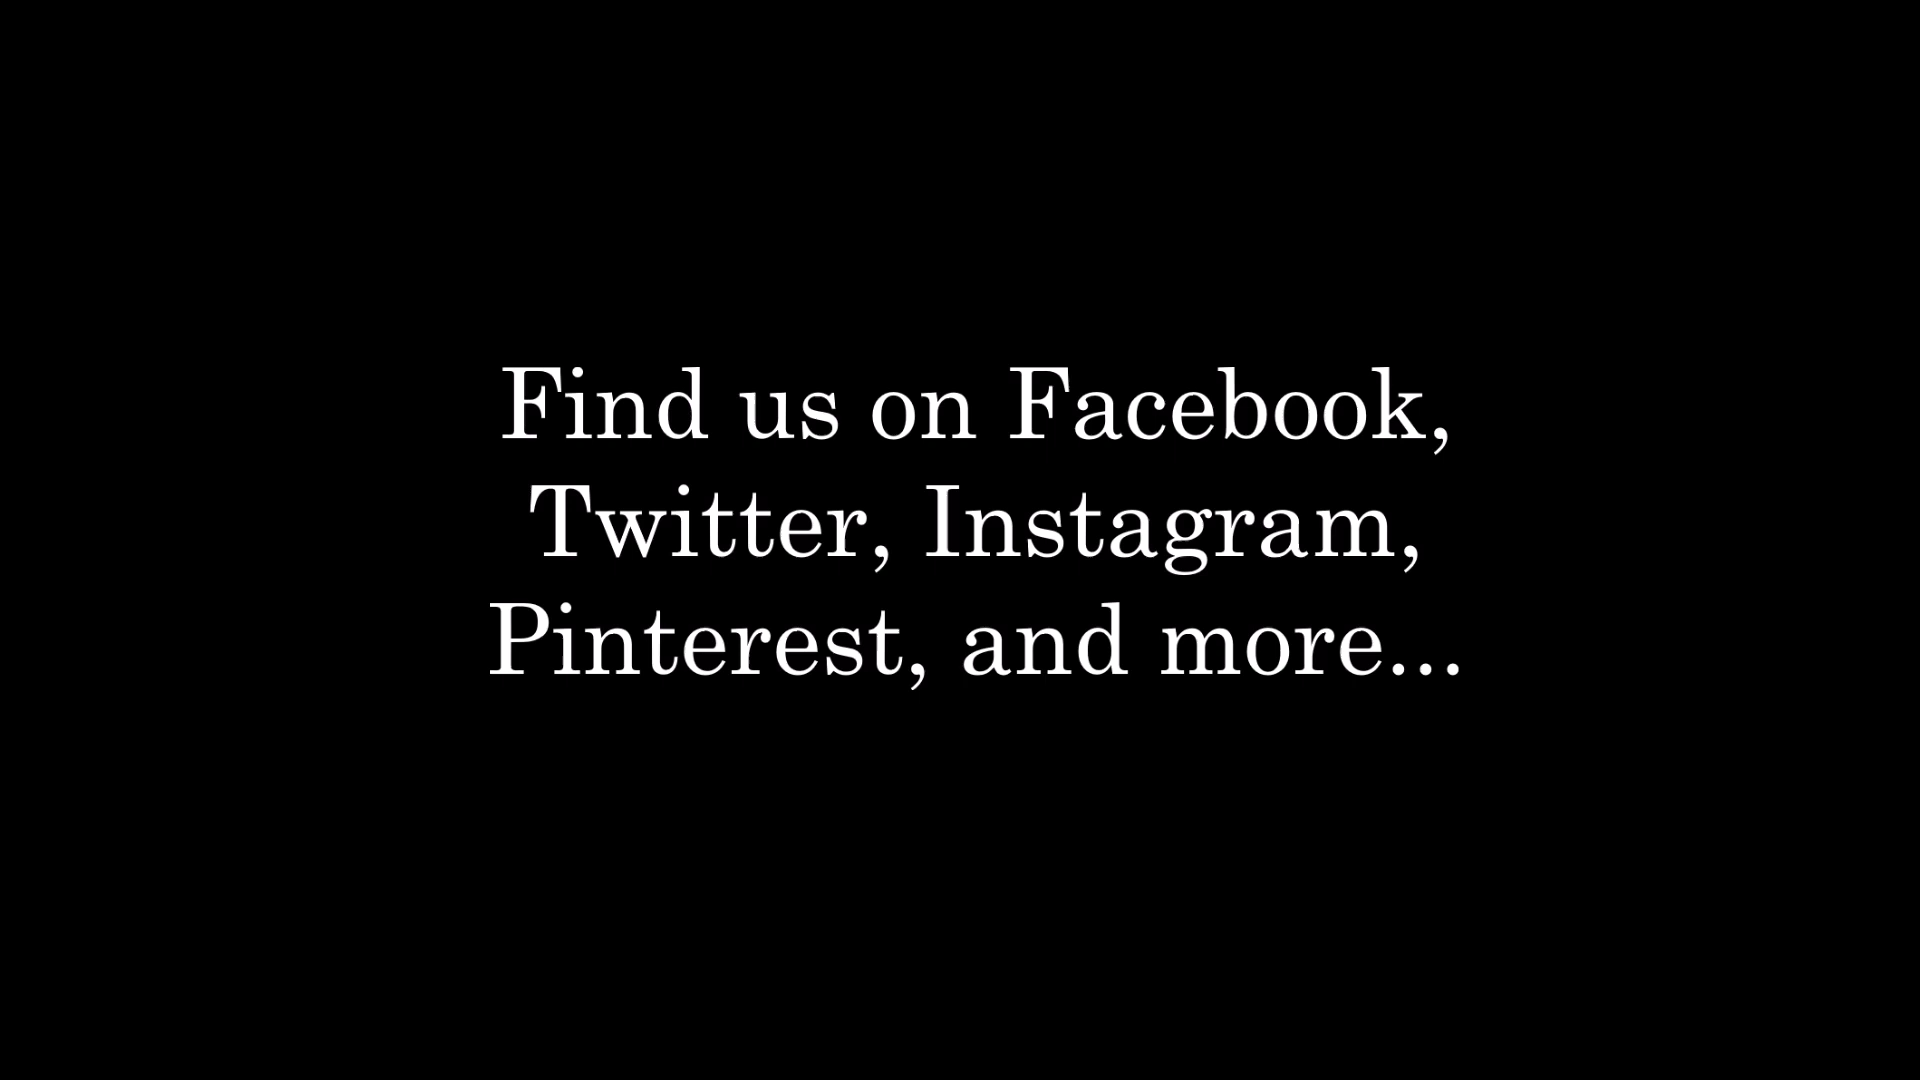 Find us on Facebook,
Twitter, Instagram,
Pinterest, and more...